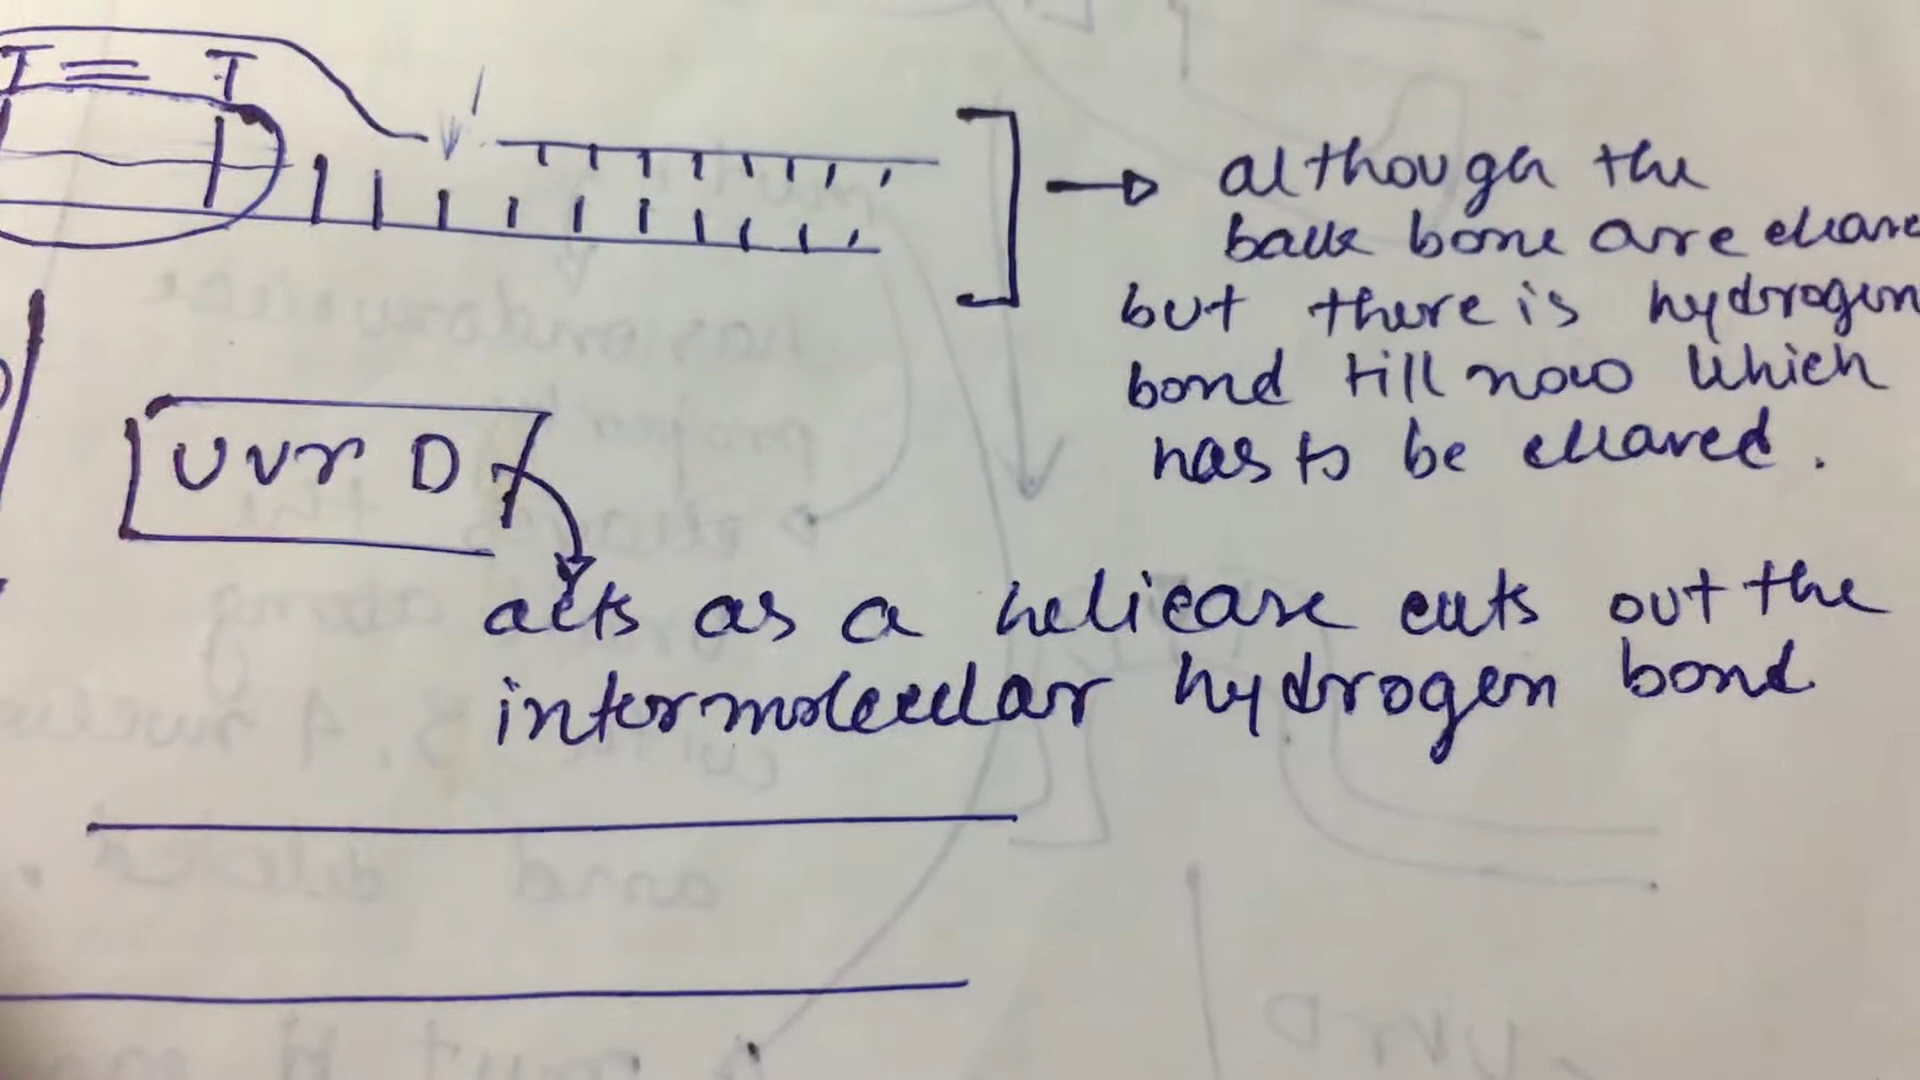 T = T
although the
back bone are cleave
but there is hydrogen
bond till now which
has to be cleaved.
UVr D
acts as a helicase cuts out the
intermolecular hydrogen bond